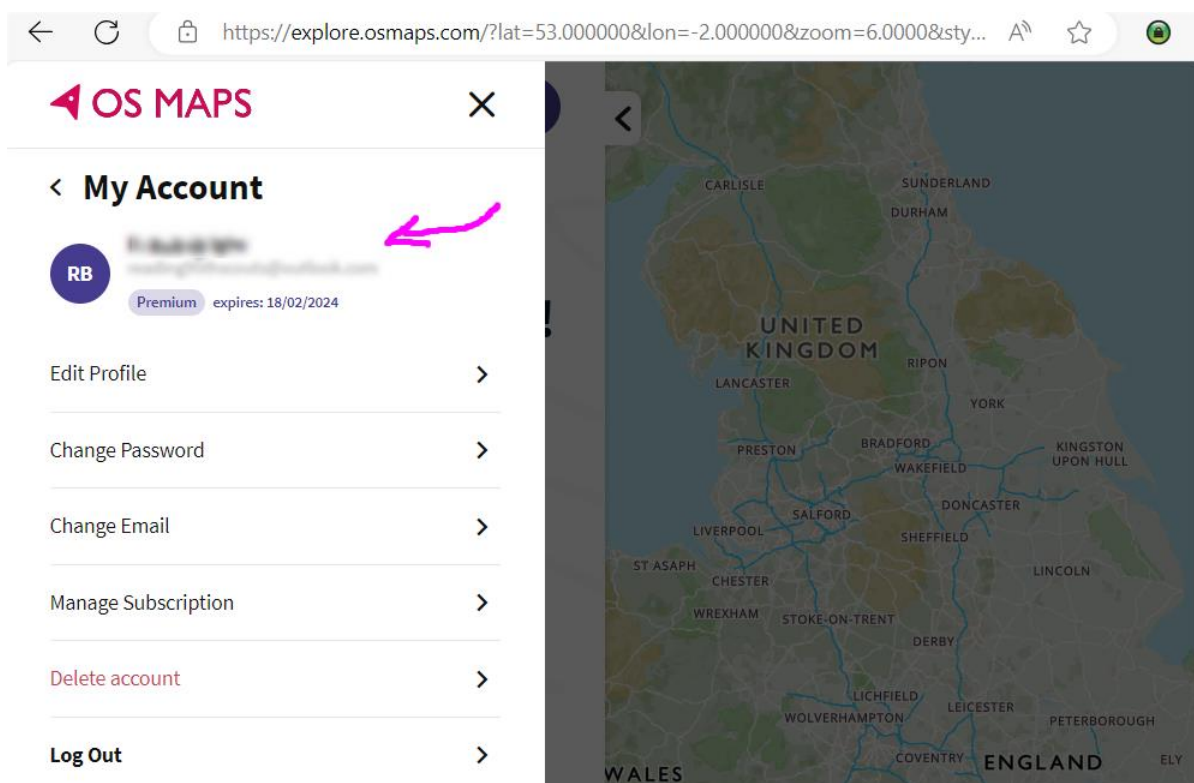 https://explore.osmaps.com/?lat=53.000000&lon=-2.000000&zoom=6.0000&sty...
OS MAPS
My Account
RB
Premium expires: 18/02/2024
Edit Profile
Change Password
Change Email
Manage Subscription
Delete account
Log Out
!
CARLISLE
SUNDERLAND
DURHAM
UNITED
KINGDOM
RIPON
LANCASTER
YORK
PRESTON
BRADFORD
KINGSTON
UPON HULL
WAKEFIELD
DONCASTER
SALFORD
LIVERPOOL
SHEFFIELD
ST ASAPH
LINCOLN
CHESTER
WREXHAM
STOKE-ON-TRENT
DERBY
LICHFIELD
LEICESTER
WOLVERHAMPTON
PETERBOROUGH
COVENTRY
ENGLAND
ELY
WALES